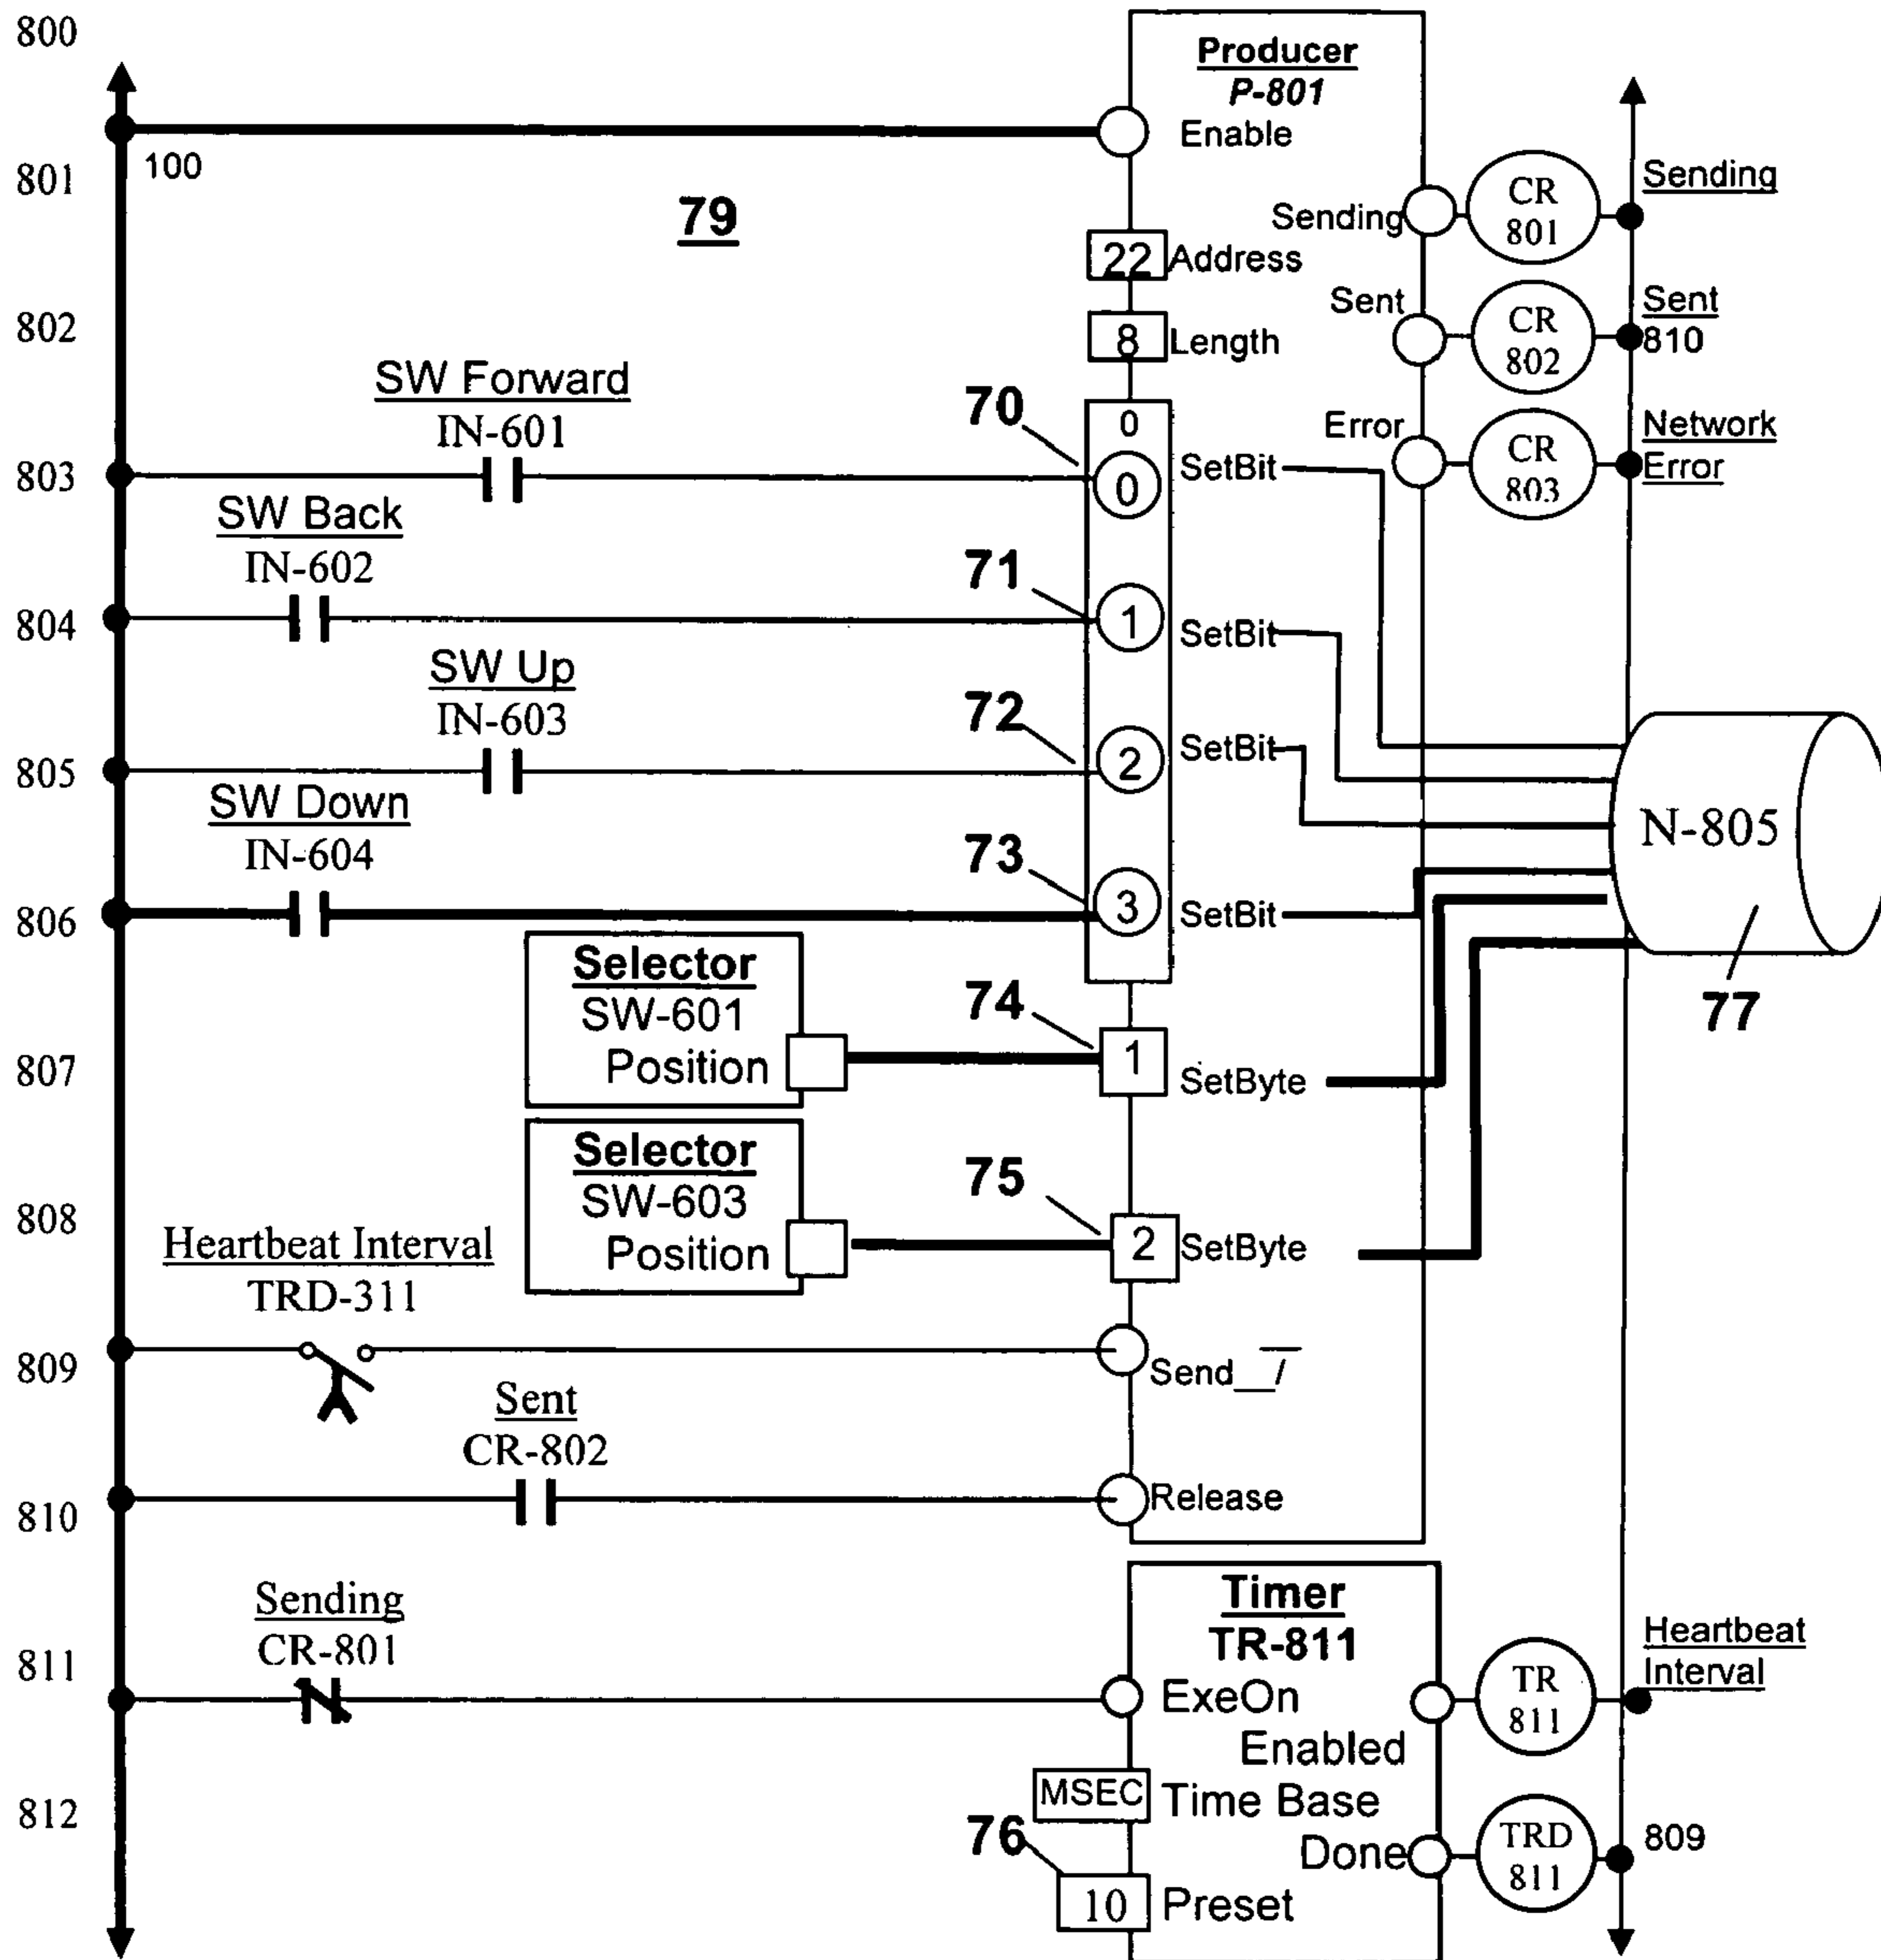 800
Producer
P-801
Enable
801
100
79
Sending
CR
801
Sending
22 Address
802
Sent
CR
802
Sent
810
8 Length
SW Forward
IN-601
70
0
0
SetBit
Error
CR
803
Network
Error
803
SW Back
IN-602
71
1
SetBit
804
SW Up
IN-603
72
2
SetBit
805
SW Down
IN-604
73
3
SetBit
N-805
806
Selector
SW-601
Position
74
1
SetByte
77
807
Selector
SW-603
Position
75
2
SetByte
808
Heartbeat Interval
TRD-311
809
Send__/
Sent
CR-802
810
Release
Timer
TR-811
Sending
CR-801
811
ExeOn
Enabled
TR
811
Heartbeat
Interval
812
MSEC Time Base
76
Done
TRD
811
809
10 Preset